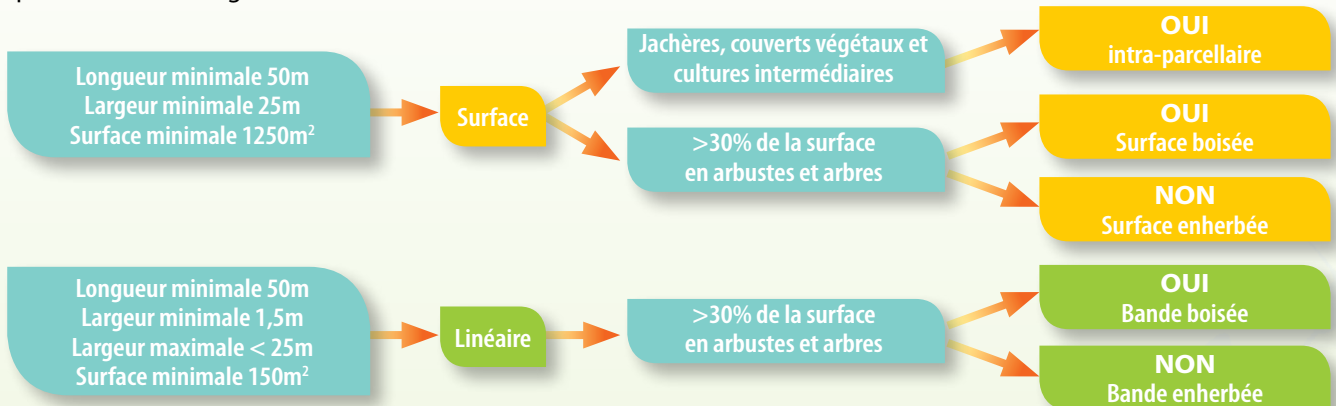 Longueur minimale 50m
Largeur minimale 25m
Surface minimale 1250m²
Surface
Jachères, couverts végétaux et
cultures intermédiaires
OUI
intra-parcellaire
>30% de la surface
en arbustes et arbres
OUI
Surface boisée
NON
Surface enherbée
Longueur minimale 50m
Largeur minimale 1,5m
Largeur maximale < 25m
Surface minimale 150m²
Linéaire
>30% de la surface
en arbustes et arbres
OUI
Bande boisée
NON
Bande enherbée